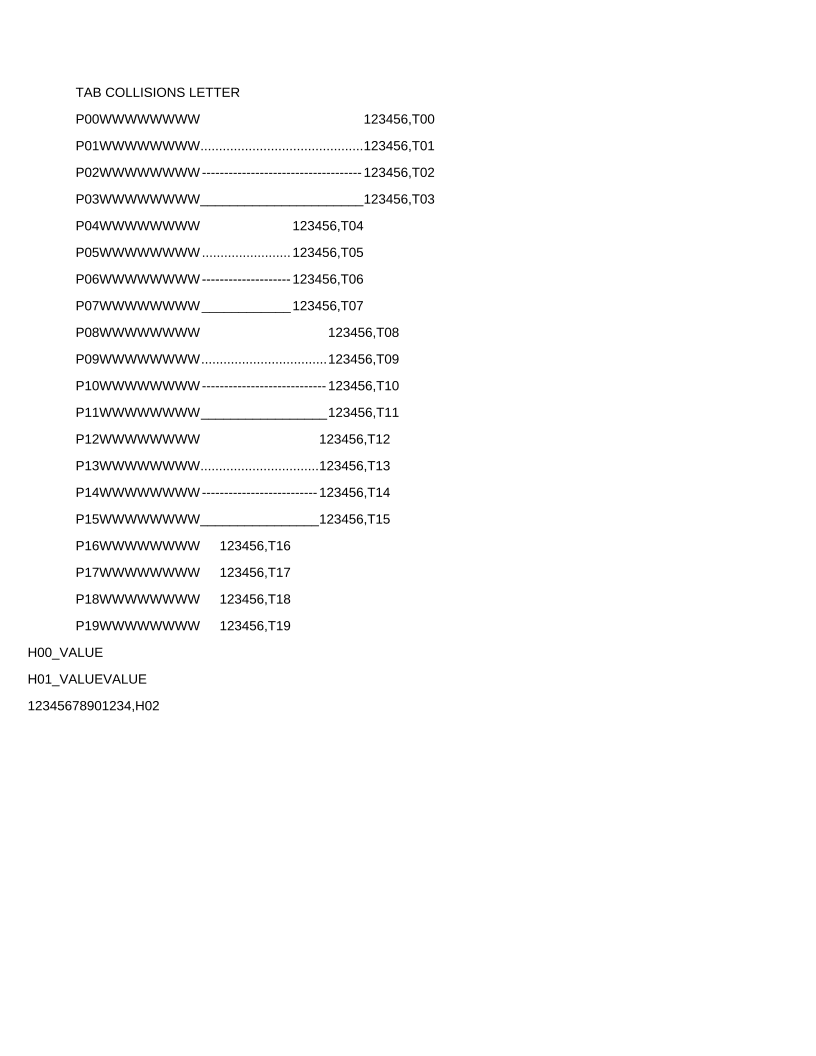 TAB COLLISIONS LETTER
P00WWWWWWWW 123456,T00
P01WWWWWWWW............................................123456,T01
P02WWWWWWWW ------------------------------------ 123456,T02
P03WWWWWWWW______________________123456,T03
P04WWWWWWWW 123456,T04
P05WWWWWWWW ........................ 123456,T05
P06WWWWWWWW -------------------- 123456,T06
P07WWWWWWWW ____________ 123456,T07
P08WWWWWWWW 123456,T08
P09WWWWWWWW..................................123456,T09
P10WWWWWWWW ---------------------------- 123456,T10
P11WWWWWWWW_________________123456,T11
P12WWWWWWWW 123456,T12
P13WWWWWWWW................................123456,T13
P14WWWWWWWW -------------------------- 123456,T14
P15WWWWWWWW________________123456,T15
P16WWWWWWWW 123456,T16
P17WWWWWWWW 123456,T17
P18WWWWWWWW 123456,T18
P19WWWWWWWW 123456,T19
H00_VALUE
H01_VALUEVALUE
12345678901234,H02